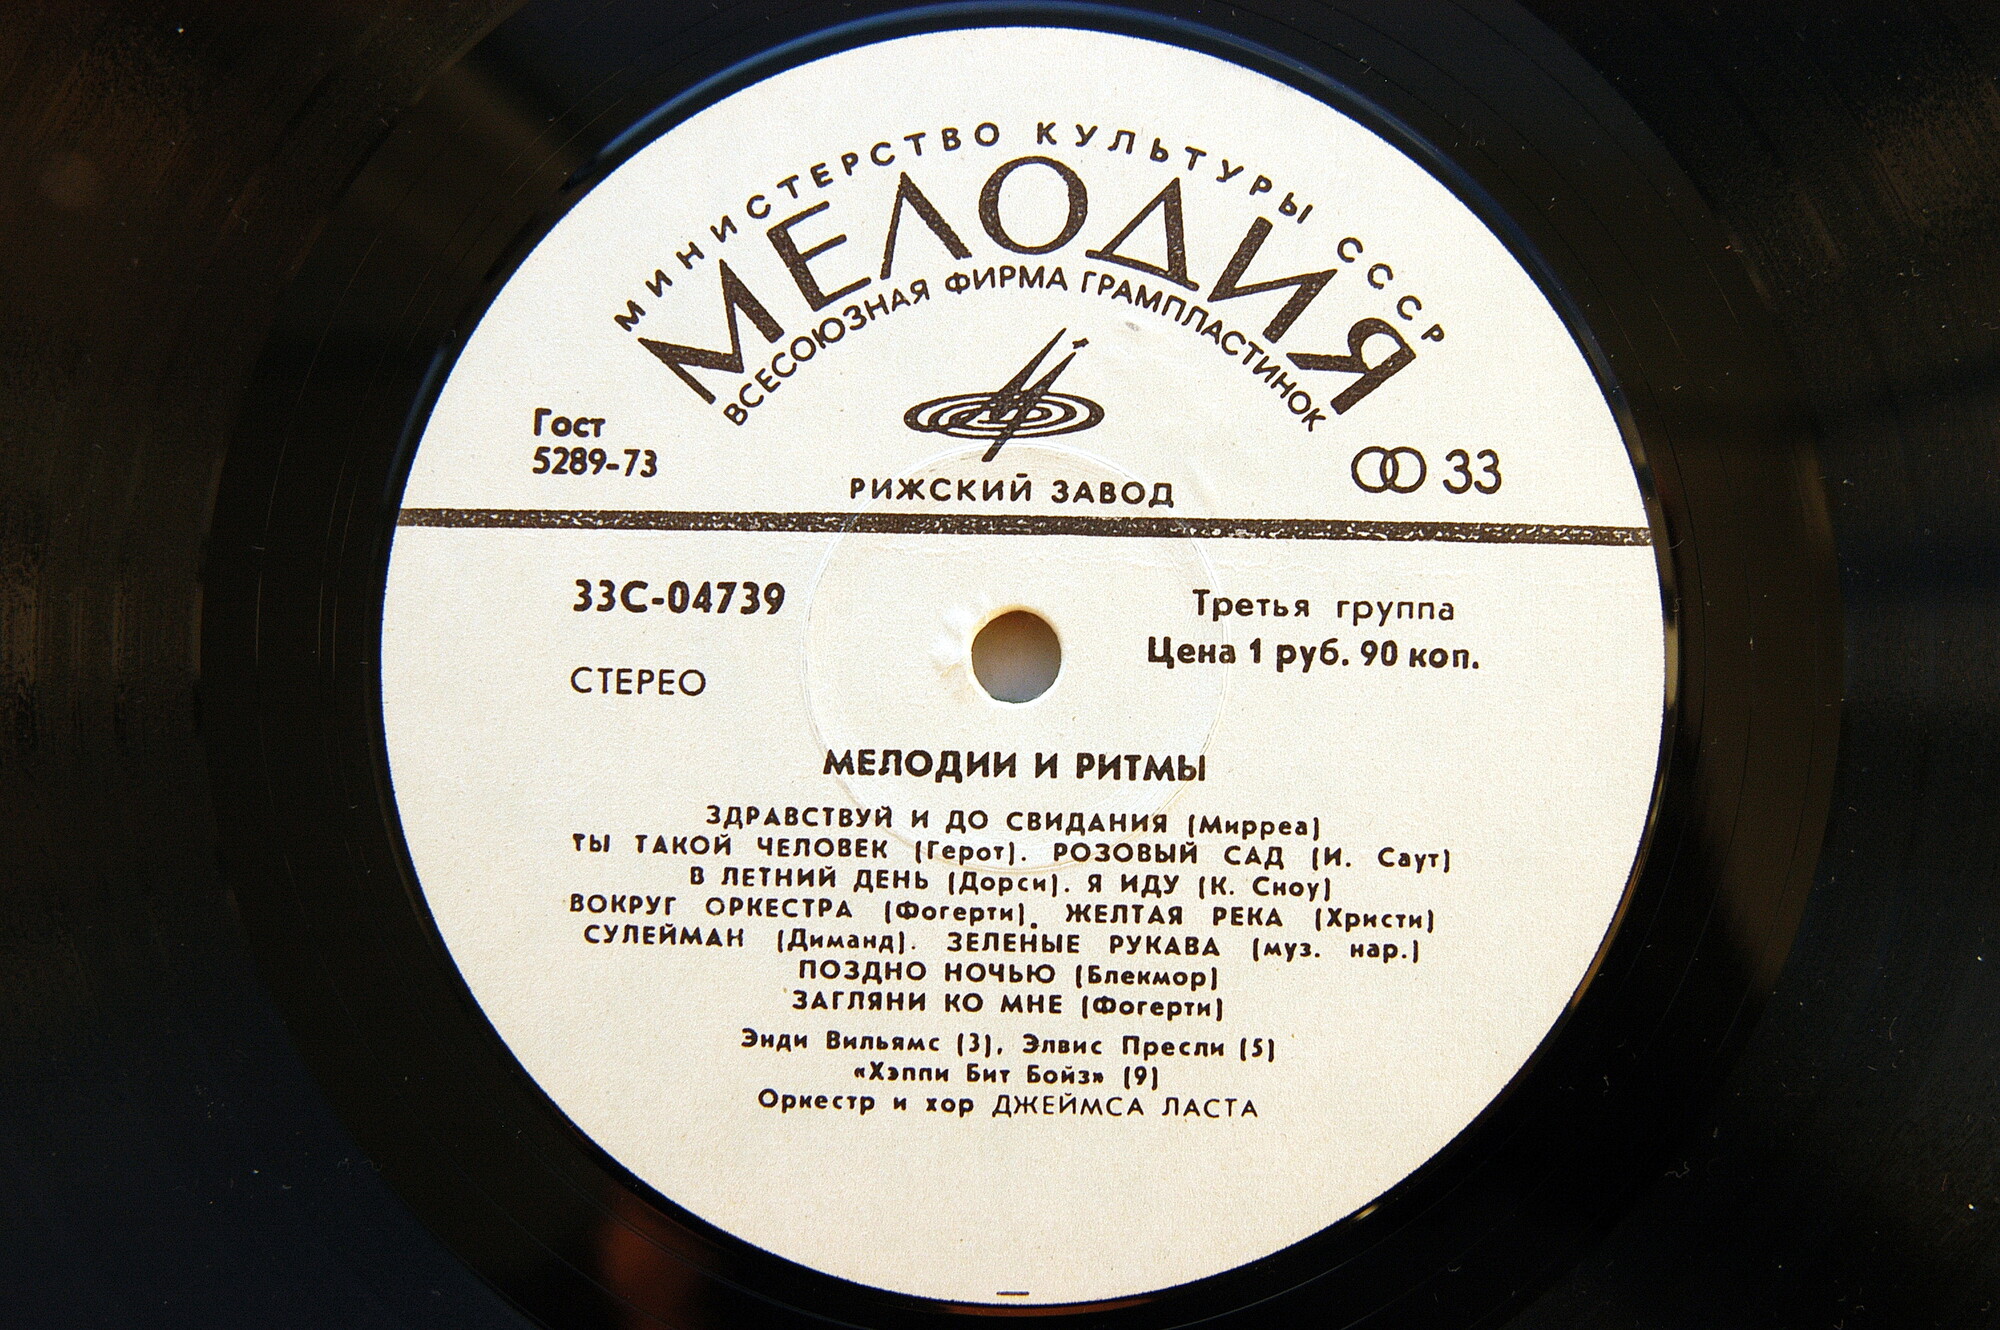 МИНИСТЕРСТВО КУЛЬТУРЫ СССР
МЕЛОДИЯ
ВСЕСОЮЗНАЯ ФИРМА ГРАМПЛАСТИНОК
Гост
5289-73
33
РИЖСКИЙ ЗАВОД
33С-04739
Третья группа
Цена 1 руб. 90 коп.
СТЕРЕО
МЕЛОДИИ И РИТМЫ
ЗДРАВСТВУЙ И ДО СВИДАНИЯ (Мирреа)
ТЫ ТАКОЙ ЧЕЛОВЕК (Герот). РОЗОВЫЙ САД (И. Саут)
В ЛЕТНИЙ ДЕНЬ (Дорси). Я ИДУ (К. Сноу)
ВОКРУГ ОРКЕСТРА (Фогерти). ЖЕЛТАЯ РЕКА (Христи)
СУЛЕЙМАН (Диманд). ЗЕЛЕНЫЕ РУКАВА (муз. нар.)
ПОЗДНО НОЧЬЮ (Блекмор)
ЗАГЛЯНИ КО МНЕ (Фогерти)
Энди Вильямс (3), Элвис Пресли (5)
«Хэппи Бит Бойз» (9)
Оркестр и хор ДЖЕЙМСА ЛАСТА